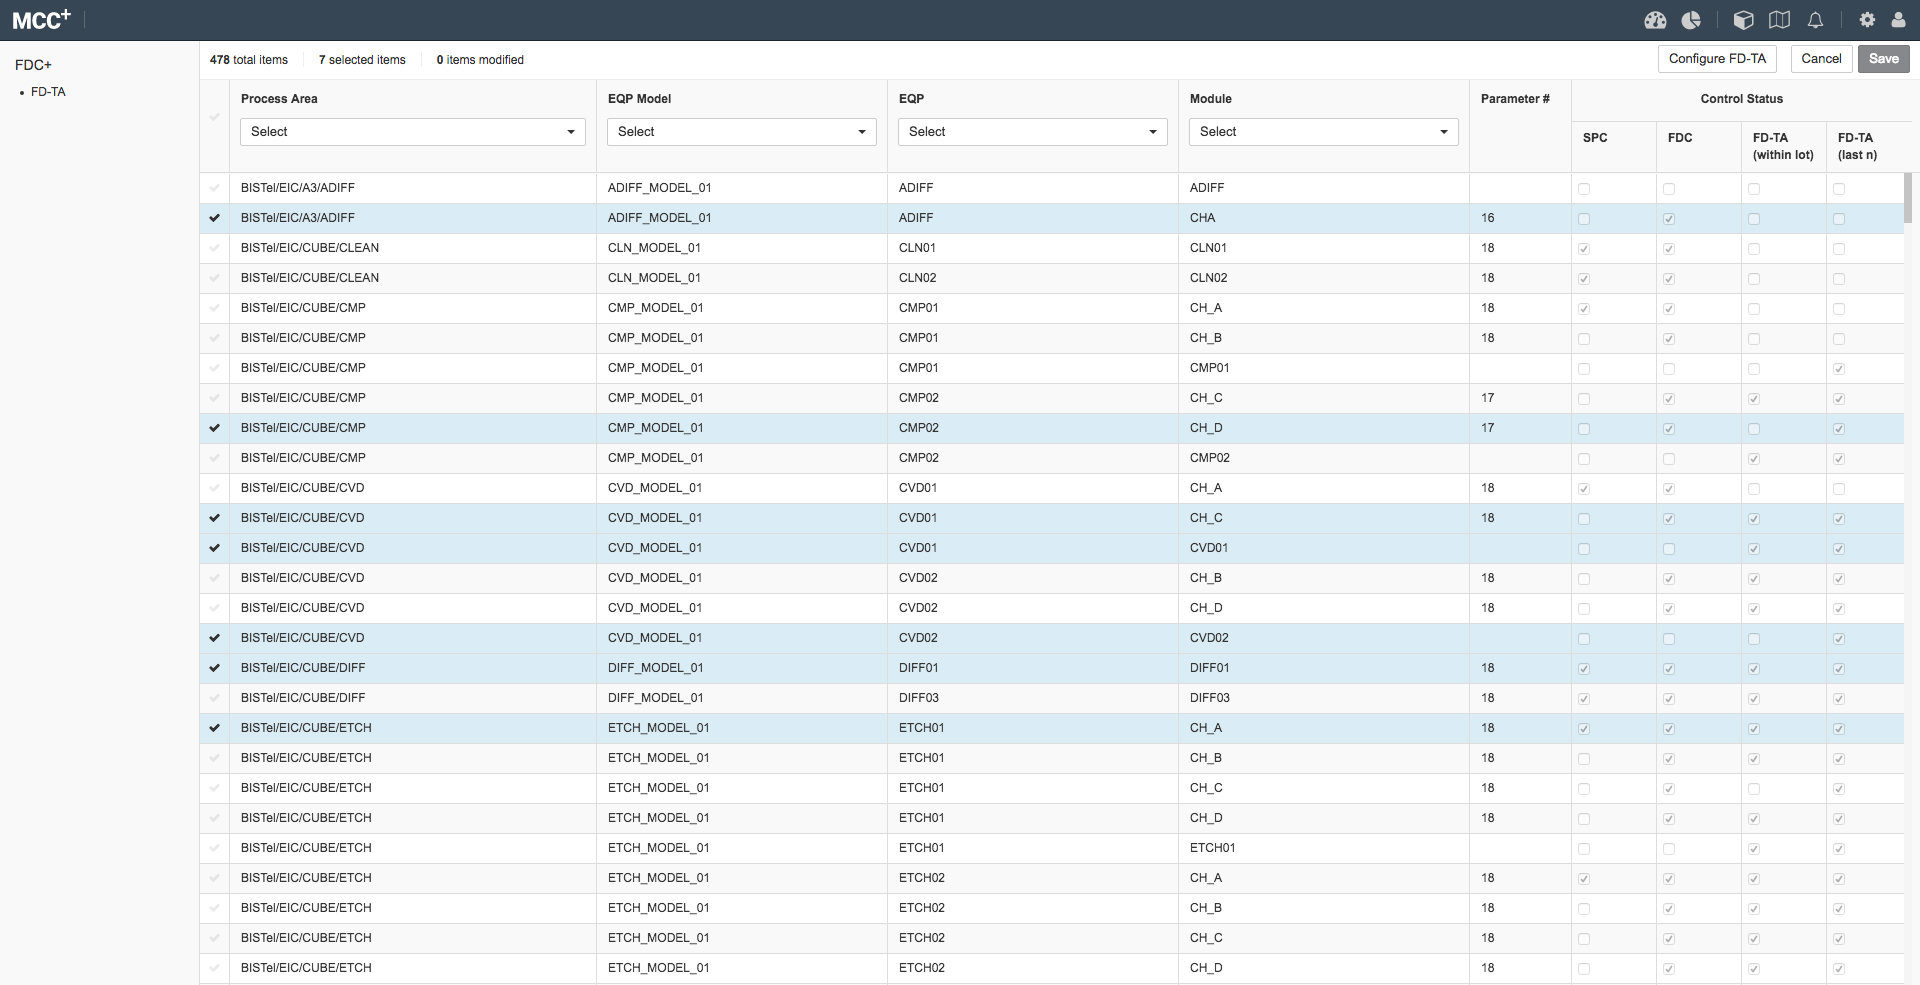 MCC+
FDC+
FD-TA
478 total items 7 selected items 0 items modified Configure FD-TA Cancel Save
Process Area EQP Model EQP Module Parameter # Control Status
Select Select Select Select
SPC FDC FD-TA (within lot) FD-TA (last n)
BISTel/EIC/A3/ADIFF ADIFF_MODEL_01 ADIFF ADIFF
BISTel/EIC/A3/ADIFF ADIFF_MODEL_01 ADIFF CHA 16
BISTel/EIC/CUBE/CLEAN CLN_MODEL_01 CLN01 CLN01 18
BISTel/EIC/CUBE/CLEAN CLN_MODEL_01 CLN02 CLN02 18
BISTel/EIC/CUBE/CMP CMP_MODEL_01 CMP01 CH_A 18
BISTel/EIC/CUBE/CMP CMP_MODEL_01 CMP01 CH_B 18
BISTel/EIC/CUBE/CMP CMP_MODEL_01 CMP01 CMP01
BISTel/EIC/CUBE/CMP CMP_MODEL_01 CMP02 CH_C 17
BISTel/EIC/CUBE/CMP CMP_MODEL_01 CMP02 CH_D 17
BISTel/EIC/CUBE/CMP CMP_MODEL_01 CMP02 CMP02
BISTel/EIC/CUBE/CVD CVD_MODEL_01 CVD01 CH_A 18
BISTel/EIC/CUBE/CVD CVD_MODEL_01 CVD01 CH_C 18
BISTel/EIC/CUBE/CVD CVD_MODEL_01 CVD01 CVD01
BISTel/EIC/CUBE/CVD CVD_MODEL_01 CVD02 CH_B 18
BISTel/EIC/CUBE/CVD CVD_MODEL_01 CVD02 CH_D 18
BISTel/EIC/CUBE/CVD CVD_MODEL_01 CVD02 CVD02
BISTel/EIC/CUBE/DIFF DIFF_MODEL_01 DIFF01 DIFF01 18
BISTel/EIC/CUBE/DIFF DIFF_MODEL_01 DIFF03 DIFF03 18
BISTel/EIC/CUBE/ETCH ETCH_MODEL_01 ETCH01 CH_A 18
BISTel/EIC/CUBE/ETCH ETCH_MODEL_01 ETCH01 CH_B 18
BISTel/EIC/CUBE/ETCH ETCH_MODEL_01 ETCH01 CH_C 18
BISTel/EIC/CUBE/ETCH ETCH_MODEL_01 ETCH01 CH_D 18
BISTel/EIC/CUBE/ETCH ETCH_MODEL_01 ETCH01 ETCH01
BISTel/EIC/CUBE/ETCH ETCH_MODEL_01 ETCH02 CH_A 18
BISTel/EIC/CUBE/ETCH ETCH_MODEL_01 ETCH02 CH_B 18
BISTel/EIC/CUBE/ETCH ETCH_MODEL_01 ETCH02 CH_C 18
BISTel/EIC/CUBE/ETCH ETCH_MODEL_01 ETCH02 CH_D 18